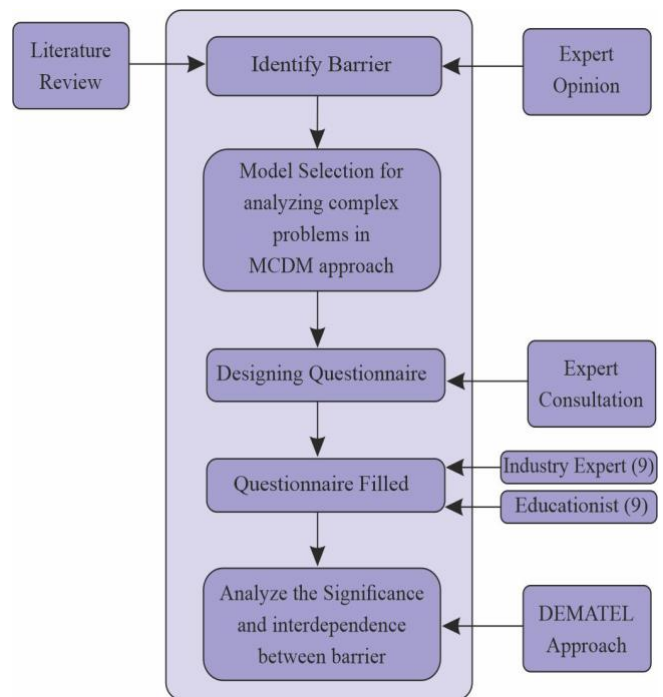 Literature
Review
Identify Barrier
Expert
Opinion
Model Selection for
analyzing complex
problems in
MCDM approach
Designing Questionnaire
Expert
Consultation
Questionnaire Filled
Industry Expert (9)
Educationist (9)
Analyze the Significance
and interdependence
between barrier
DEMATEL
Approach